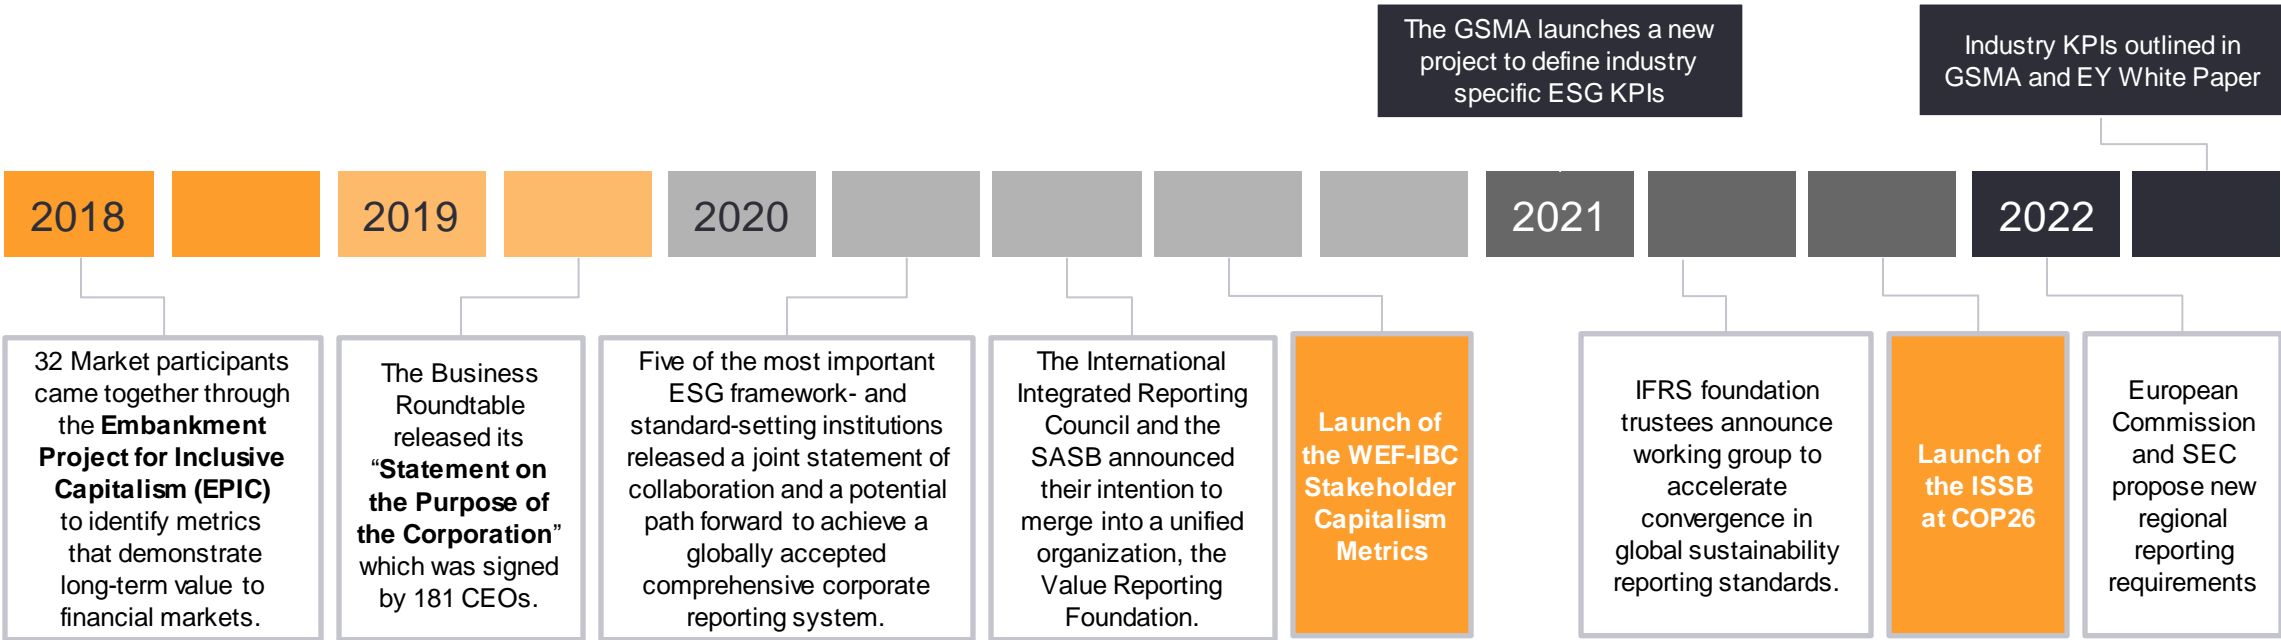 The GSMA launches a new
project to define industry
specific ESG KPIs
Industry KPIs outlined in
GSMA and EY White Paper
2018
2019
2020
2021
2022
32 Market participants
came together through
the Embankment
Project for Inclusive
Capitalism (EPIC)
to identify metrics
that demonstrate
long-term value to
financial markets.
The Business
Roundtable
released its
“Statement on
the Purpose of
the Corporation”
which was signed
by 181 CEOs.
Five of the most important
ESG framework- and
standard-setting institutions
released a joint statement of
collaboration and a potential
path forward to achieve a
globally accepted
comprehensive corporate
reporting system.
The International
Integrated Reporting
Council and the
SASB announced
their intention to
merge into a unified
organization, the
Value Reporting
Foundation.
Launch of
the WEF-IBC
Stakeholder
Capitalism
Metrics
IFRS foundation
trustees announce
working group to
accelerate
convergence in
global sustainability
reporting standards.
Launch of
the ISSB
at COP26
European
Commission
and SEC
propose new
regional
reporting
requirements